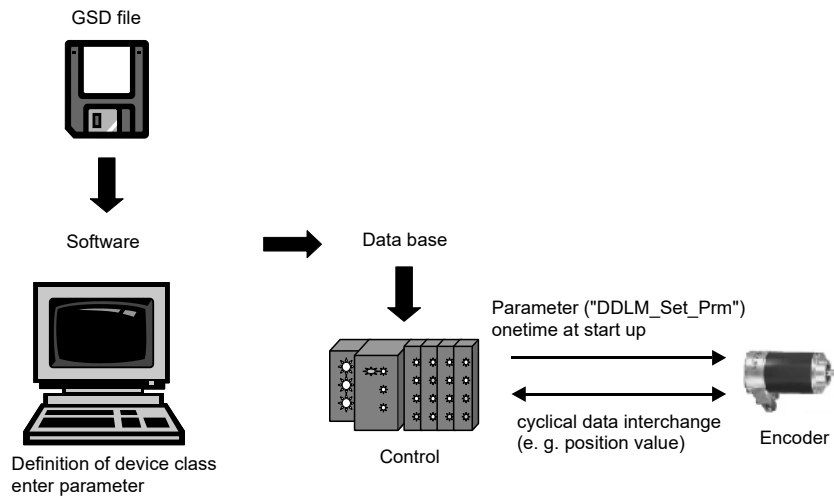 GSD file
Software
Data base
Parameter ("DDLM_Set_Prm")
onetime at start up
cyclical data interchange
(e. g. position value)
Encoder
Control
Definition of device class
enter parameter